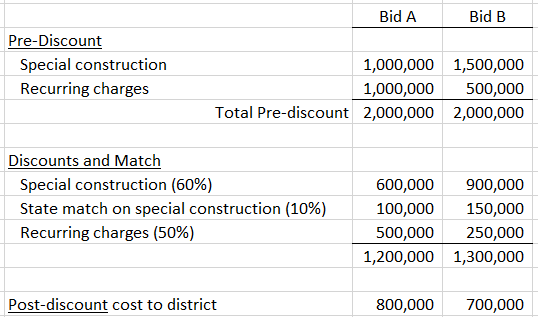 Bid A Bid B
Pre-Discount
Special construction 1,000,000 1,500,000
Recurring charges 1,000,000 500,000
Total Pre-discount 2,000,000 2,000,000
Discounts and Match
Special construction (60%) 600,000 900,000
State match on special construction (10%) 100,000 150,000
Recurring charges (50%) 500,000 250,000
1,200,000 1,300,000
Post-discount cost to district 800,000 700,000